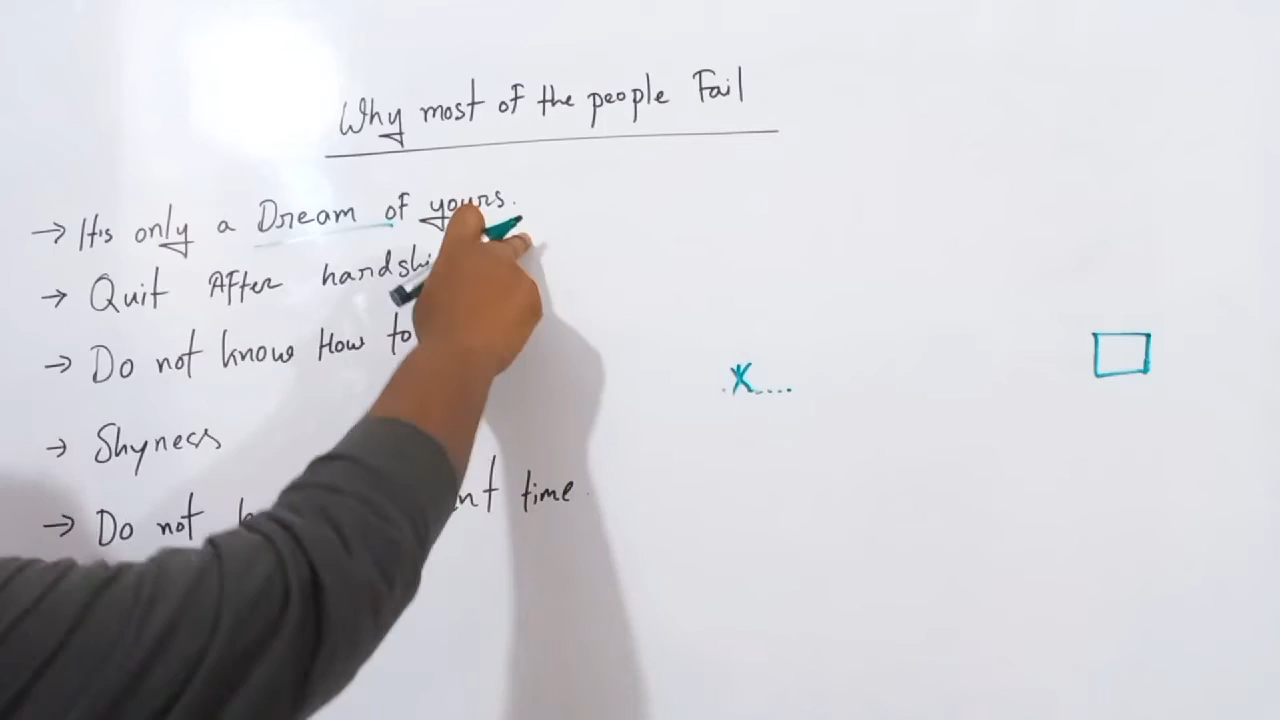 Why most of the people Fail
→ It's only a Dream of yours.
→ Quit After
→ Do not know How to
→ Shyness
→ Do not time
X....